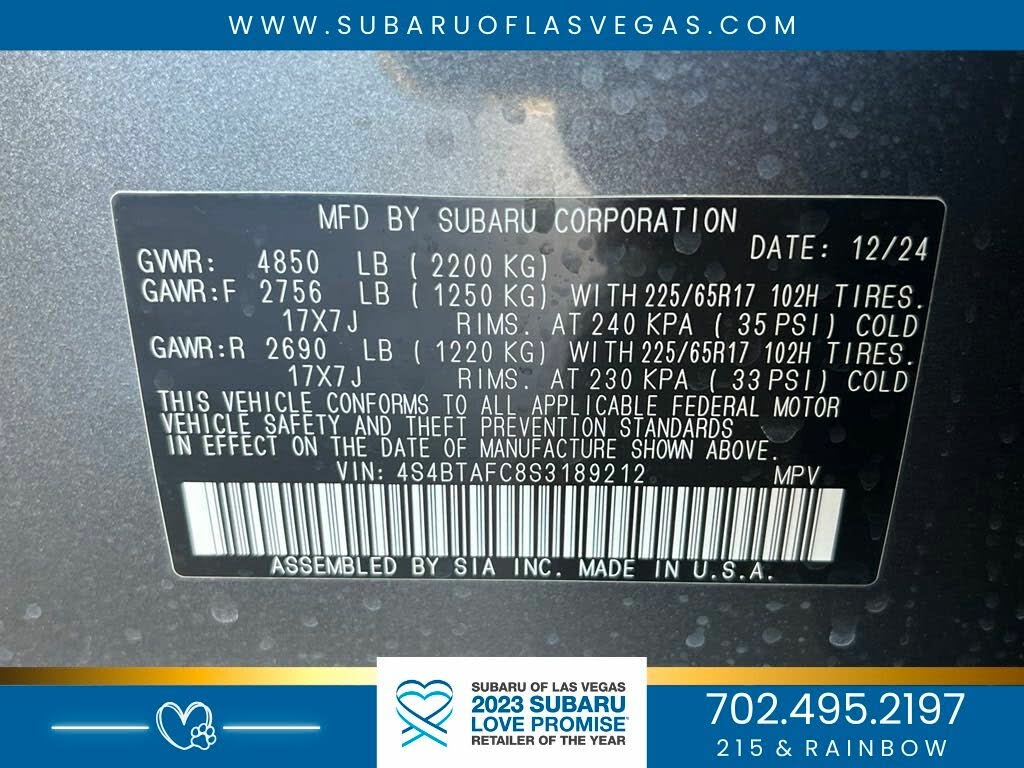 WWW.SUBARUOFLASVEGAS.COM
MFD BY SUBARU CORPORATION
GVWR: 4850 LB ( 2200 KG) DATE: 12/24
GAWR:F 2756 LB ( 1250 KG) WITH 225/65R17 102H TIRES.
17X7J RIMS. AT 240 KPA ( 35 PSI) COLD
GAWR:R 2690 LB ( 1220 KG) WITH 225/65R17 102H TIRES.
17X7J RIMS. AT 230 KPA ( 33 PSI) COLD
THIS VEHICLE CONFORMS TO ALL APPLICABLE FEDERAL MOTOR
VEHICLE SAFETY AND THEFT PREVENTION STANDARDS
IN EFFECT ON THE DATE OF MANUFACTURE SHOWN ABOVE.
VIN: 4S4BTAFC8S3189212 MPV
ASSEMBLED BY SIA INC. MADE IN U.S.A.
SUBARU OF LAS VEGAS
2023 SUBARU
LOVE PROMISE
RETAILER OF THE YEAR
702.495.2197
215 & RAINBOW